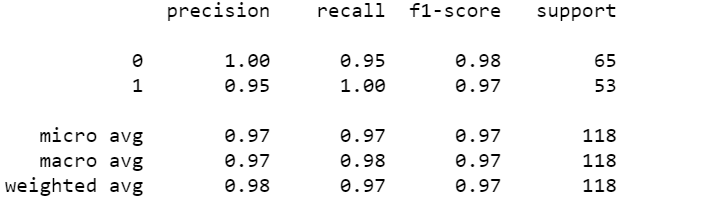 precision recall f1-score support
0 1.00 0.95 0.98 65
1 0.95 1.00 0.97 53
micro avg 0.97 0.97 0.97 118
macro avg 0.97 0.98 0.97 118
weighted avg 0.98 0.97 0.97 118